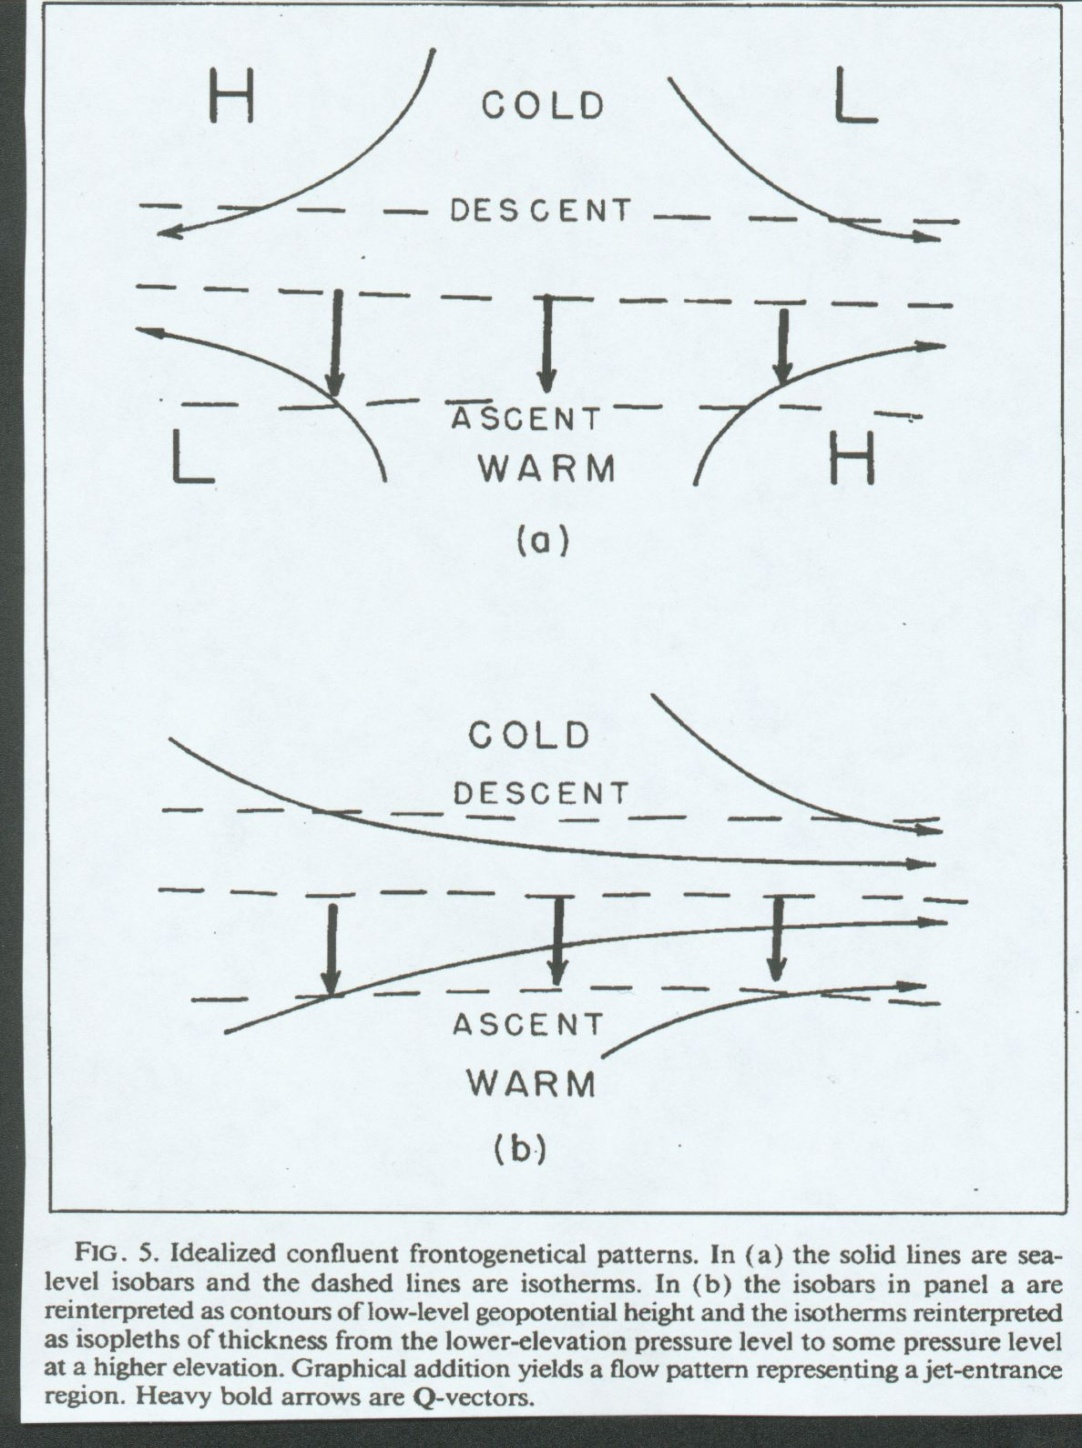 H COLD L
DESCENT
ASCENT
L WARM H
(a)
COLD
DESCENT
ASCENT
WARM
(b)
FIG. 5. Idealized confluent frontogenetical patterns. In (a) the solid lines are sea-
level isobars and the dashed lines are isotherms. In (b) the isobars in panel a are
reinterpreted as contours of low-level geopotential height and the isotherms reinterpreted
as isopleths of thickness from the lower-elevation pressure level to some pressure level
at a higher elevation. Graphical addition yields a flow pattern representing a jet-entrance
region. Heavy bold arrows are Q-vectors.